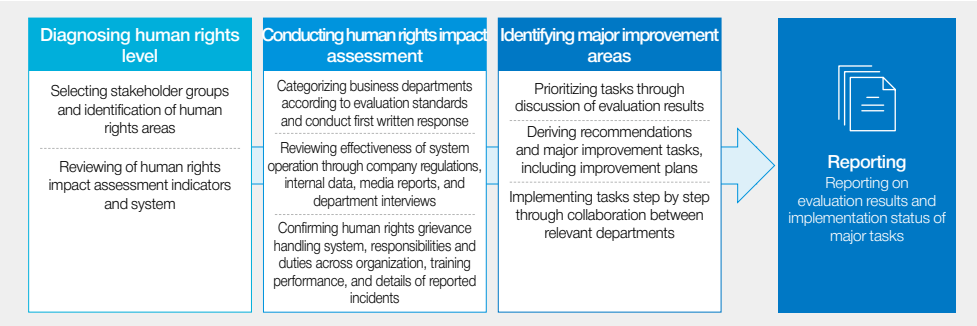 Diagnosing human rights
level
Selecting stakeholder groups
and identification of human
rights areas
Reviewing of human rights
impact assessment indicators
and system
Conducting human rights impact
assessment
Categorizing business departments
according to evaluation standards
and conduct first written response
Reviewing effectiveness of system
operation through company regulations,
internal data, media reports, and
department interviews
Confirming human rights grievance
handling system, responsibilities and
duties across organization, training
performance, and details of reported
incidents
Identifying major improvement
areas
Prioritizing tasks through
discussion of evaluation results
Deriving recommendations
and major improvement tasks,
including improvement plans
Implementing tasks step by step
through collaboration between
relevant departments
Reporting
Reporting on
evaluation results and
implementation status of
major tasks